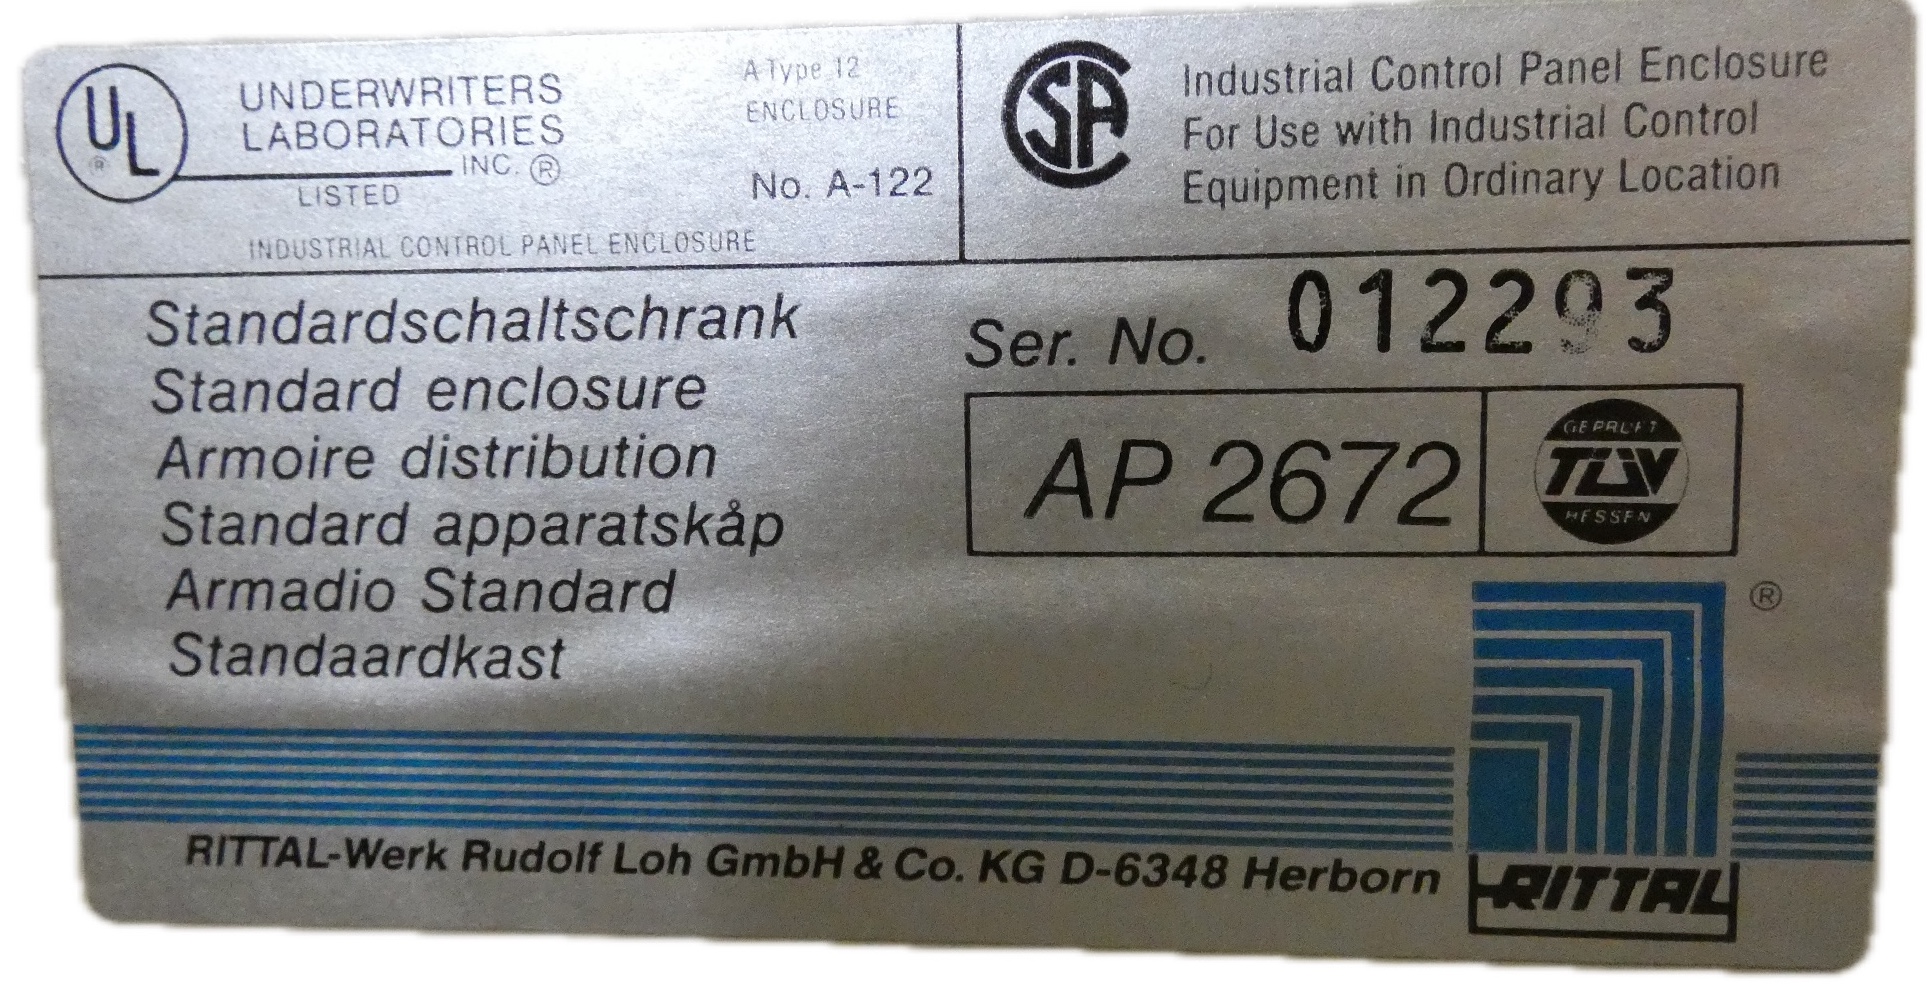 UL
UNDERWRITERS
LABORATORIES
INC. ®
LISTED
INDUSTRIAL CONTROL PANEL ENCLOSURE
A Type 12
ENCLOSURE
No. A-122
SA
Industrial Control Panel Enclosure
For Use with Industrial Control
Equipment in Ordinary Location
Standardschaltschrank
Standard enclosure
Armoire distribution
Standard apparatskåp
Armadio Standard
Standaardkast
Ser. No. 012293
AP 2672
GEPRÜFT
TÜV
HESSEN
®
RITTAL-Werk Rudolf Loh GmbH & Co. KG D-6348 Herborn
RITTAL